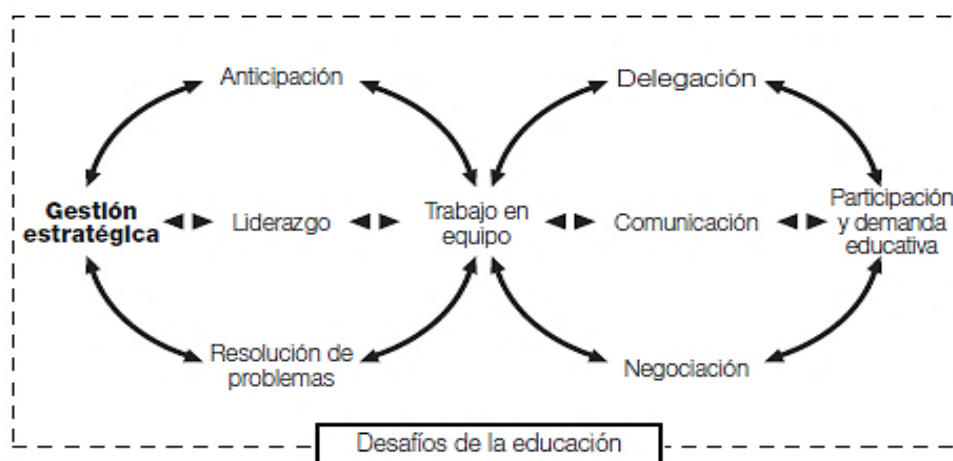 Anticipación
Delegación
Gestión
estratégica
Liderazgo
Trabajo en
equipo
Comunicación
Participación
y demanda
educativa
Resolución de
problemas
Negociación
Desafíos de la educación